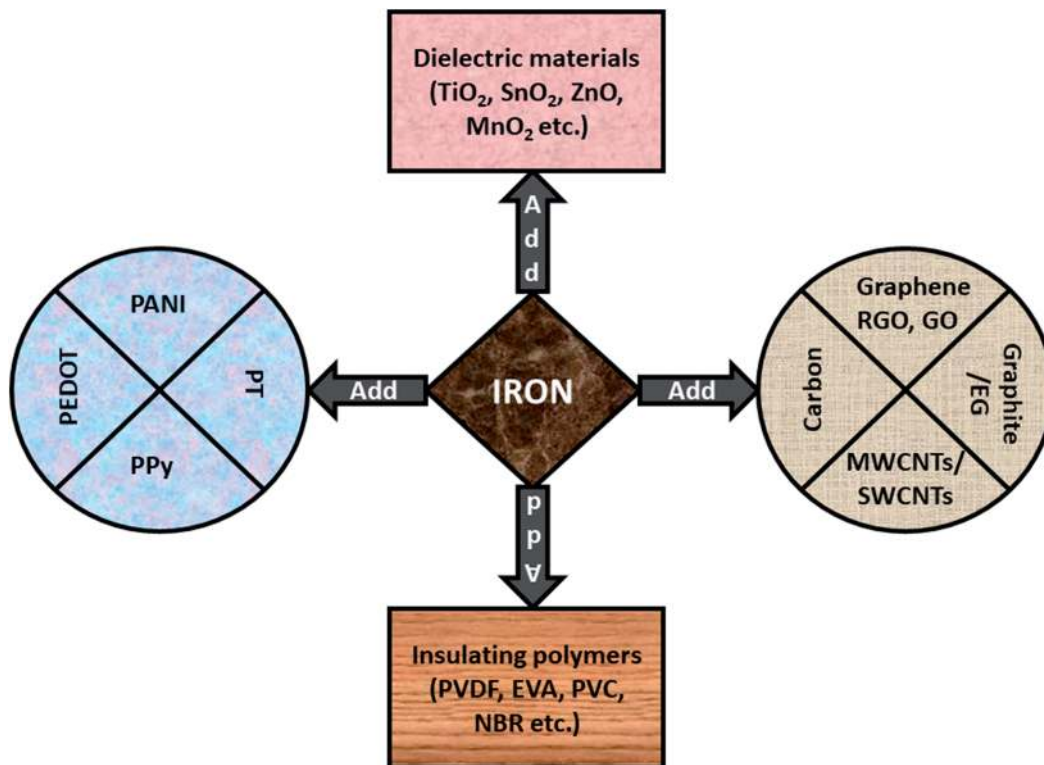 Dielectric materials
(TiO₂, SnO₂, ZnO,
MnO₂ etc.)
Add
PANI
PEDOT
PT
PPy
Add
IRON
Add
Graphene
RGO, GO
Carbon
Graphite
/EG
MWCNTs/
SWCNTs
Add
Insulating polymers
(PVDF, EVA, PVC,
NBR etc.)